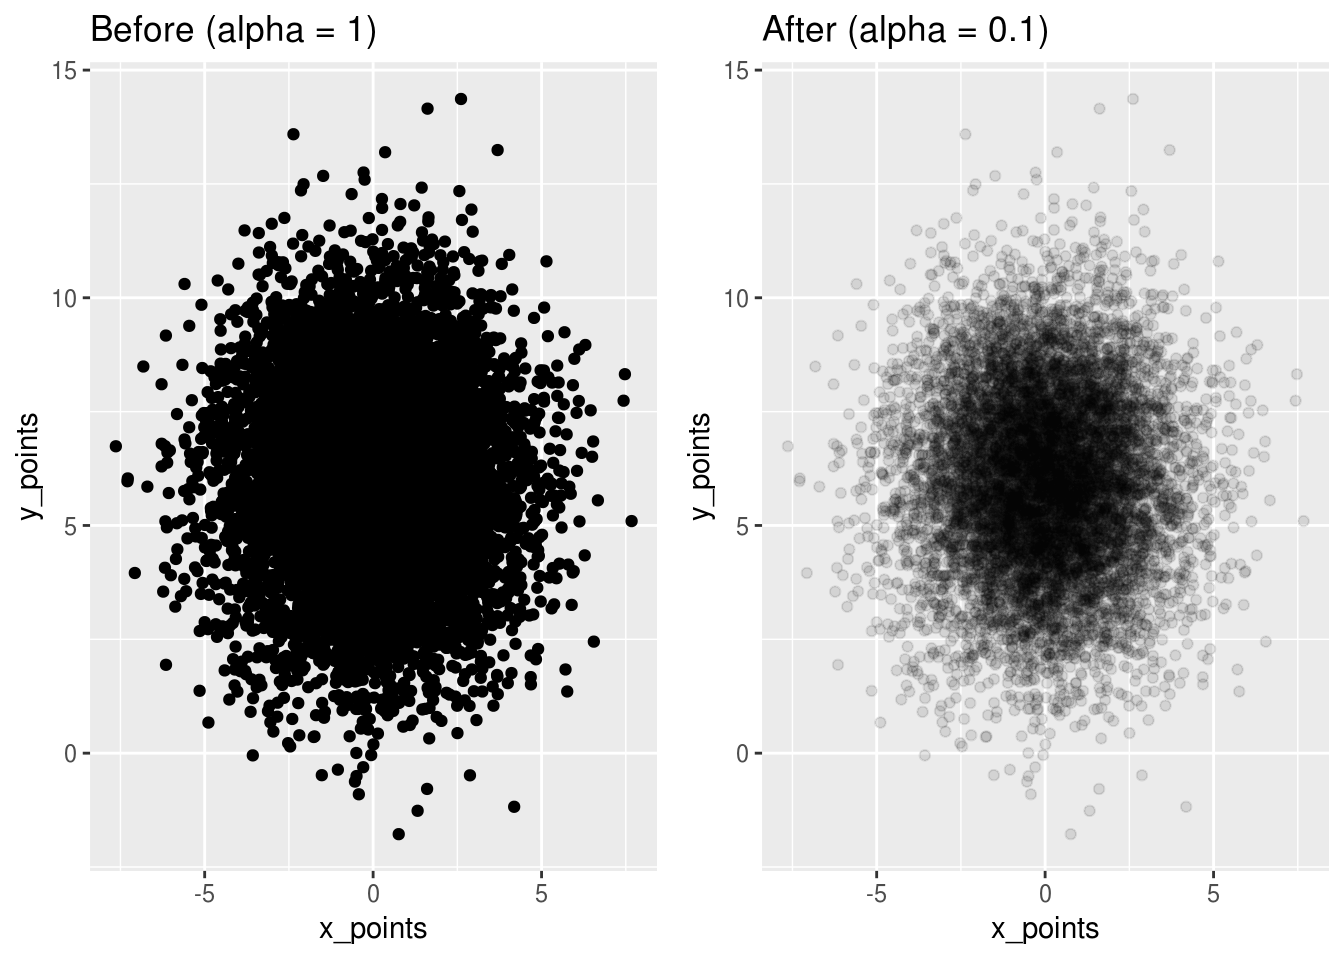 Before (alpha = 1)
15
10
5
0
y_points
-5 0 5
x_points
After (alpha = 0.1)
15
10
5
0
y_points
-5 0 5
x_points